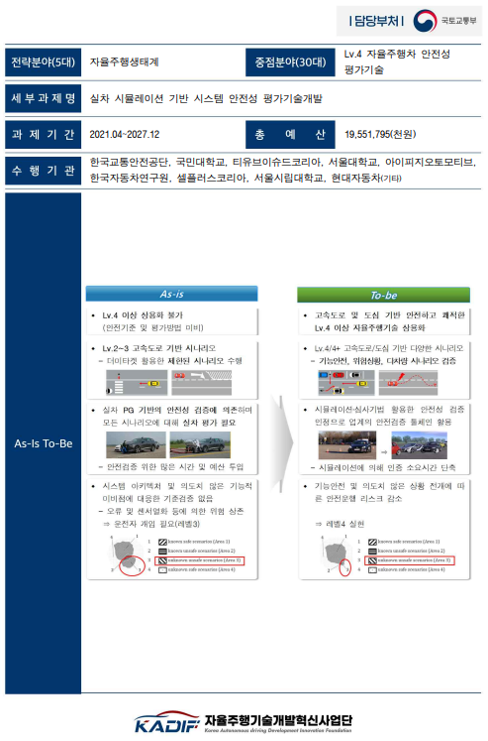 | 담당부처 | 국토교통부
전략분야(5대) 자율주행생태계 중점분야(30대) Lv.4 자율주행차 안전성
평가기술
세부과제명 실차 시뮬레이션 기반 시스템 안전성 평가기술개발
과 제 기 간 2021.04~2027.12 총 예 산 19,551,795(천원)
수 행 기 관 한국교통안전공단, 국민대학교, 티유브이슈드코리아, 서울대학교, 아이피지오토모티브,
한국자동차연구원, 셀플러스코리아, 서울시립대학교, 현대자동차(기타)
As-Is To-Be
As-is
• Lv.4 이상 상용화 불가
(안전기준 및 평가방법 미비)
• Lv.2~3 고속도로 기반 시나리오
– 더미타겟 활용한 제한된 시나리오 수행
• 실차 PG 기반의 안전성 검증에 의존하여
모든 시나리오에 대해 실차 평가 필요
– 안전검증 위한 많은 시간 및 예산 투입
• 시스템 아키텍처 및 의도치 않은 기능적
미비점에 대응한 기준검증 없음
– 오류 및 센서열화 등에 의한 위험 상존
⇒ 운전자 개입 필요(레벨3)
1 known safe scenarios (Area 1)
2 known unsafe scenarios (Area 2)
3 unknown unsafe scenarios (Area 3)
4 unknown safe scenarios (Area 4)
To-be
• 고속도로 및 도심 기반 안전하고 쾌적한
Lv.4 이상 자율주행기술 상용화
• Lv.4/4+ 고속도로/도심 기반 다양한 시나리오
– 기능안전, 위험상황, 다차량 시나리오 검증
• 시뮬레이션·심사기법 활용한 안전성 검증
인정으로 업계의 안전검증 툴체인 활용
– 시뮬레이션에 의해 인증 소요시간 단축
• 기능안전 및 의도치 않은 상황 전개에 따
른 안전운행 리스크 감소
⇒ 레벨4 실현
1 known safe scenarios (Area 1)
2 known unsafe scenarios (Area 2)
3 unknown unsafe scenarios (Area 3)
4 unknown safe scenarios (Area 4)
KADIF 자율주행기술개발혁신사업단
Korea Autonomous driving Development Innovation Foundation